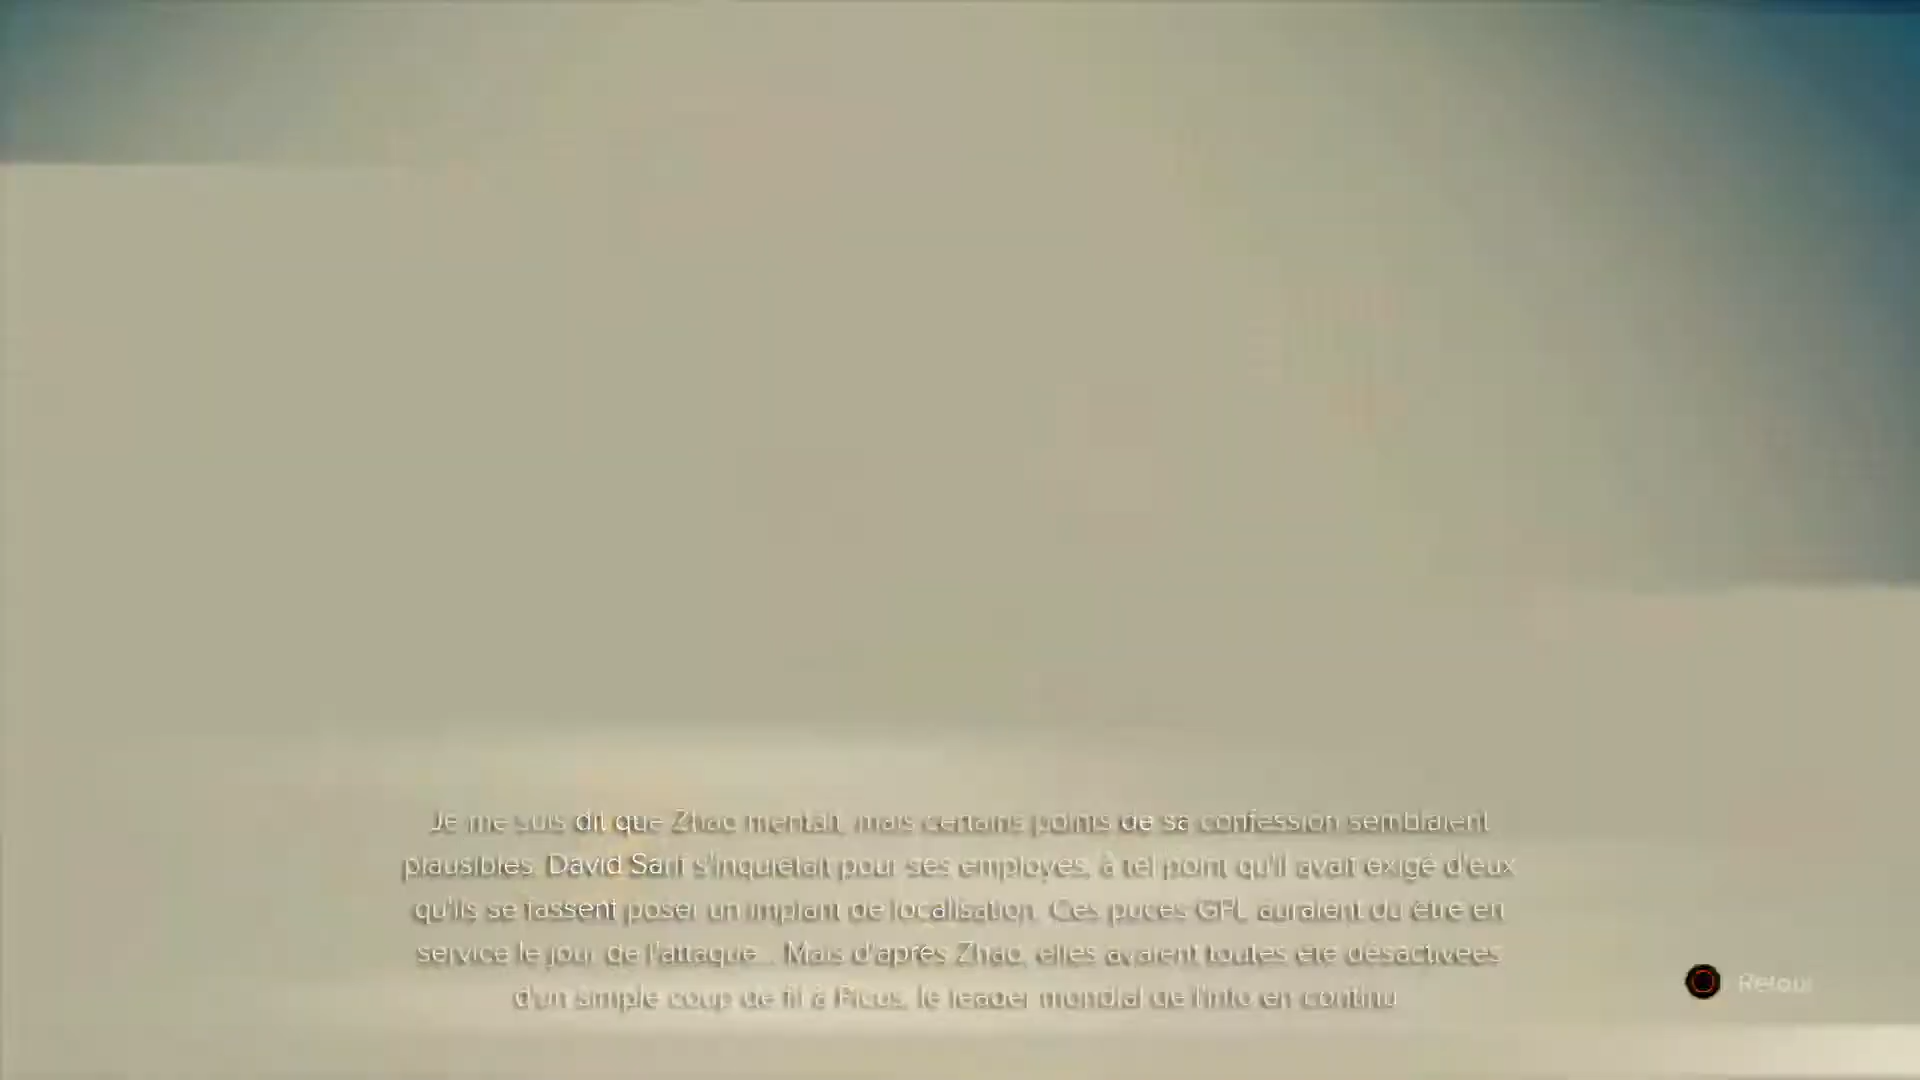 Je me suis dit que Zhao mentait, mais certains points de sa confession semblaient
plausibles. David Sarif s'inquiétait pour ses employés, à tel point qu'il avait exigé d'eux
qu'ils se fassent poser un implant de localisation. Ces puces GPL auraient dû être en
service le jour de l'attaque... Mais d'après Zhao, elles avaient toutes été désactivées
d'un simple coup de fil à Picus, le leader mondial de l'info en continu.
Retour